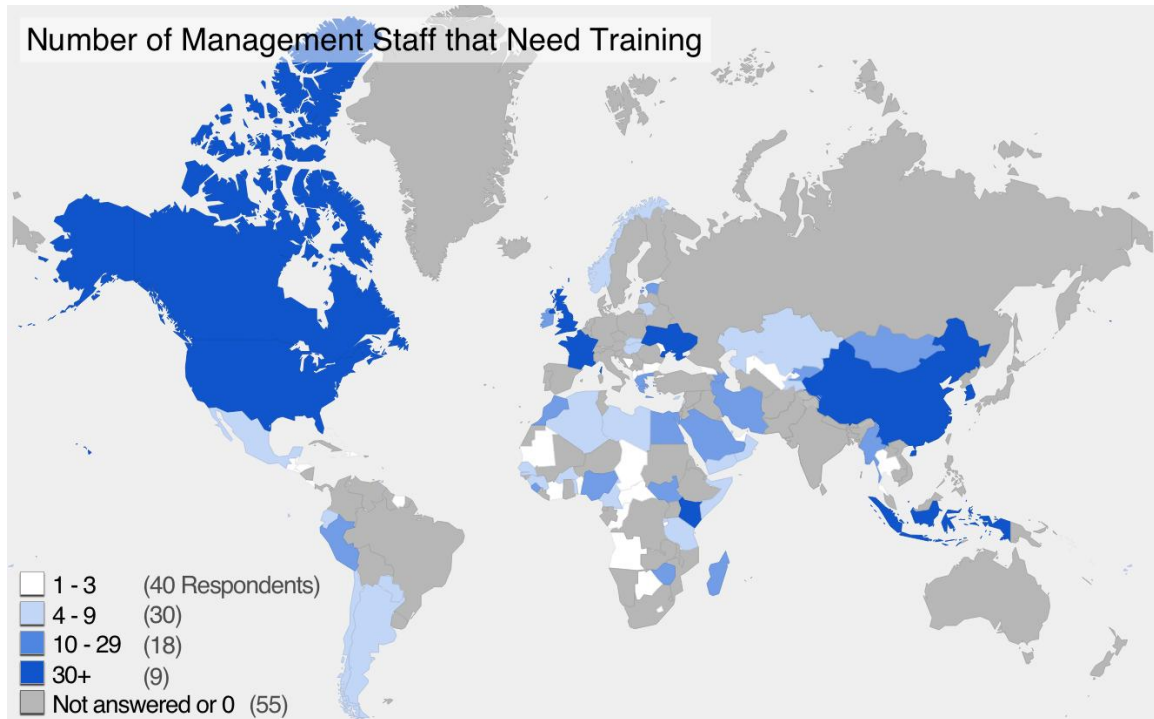 Number of Management Staff that Need Training
1 - 3 (40 Respondents)
4 - 9 (30)
10 - 29 (18)
30+ (9)
Not answered or 0 (55)